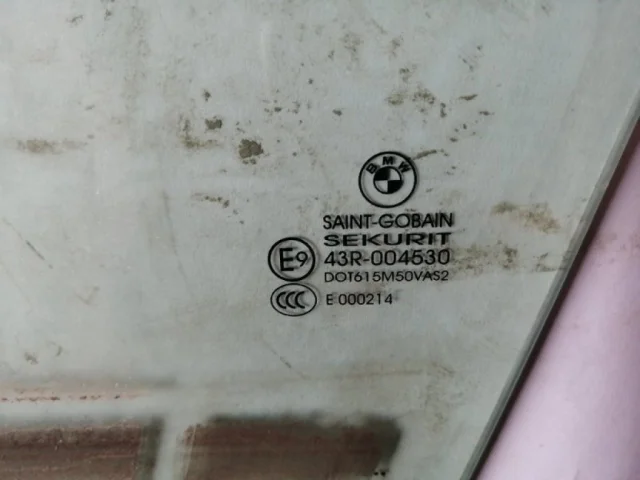 BMW
SAINT-GOBAIN
SEKURIT
E9 43R-004530
DOT615M50VAS2
CCC E 000214